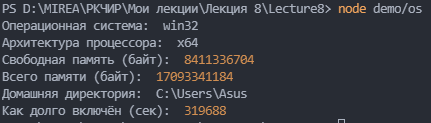 PS D:\MIREA\РКЧИР\Мои лекции\Лекция 8\Lecture8> node demo/os
Операционная система:  win32
Архитектура процессора:  x64
Свободная память (байт):  8411336704
Всего памяти (байт):  17093341184
Домашняя директория:  C:\Users\Asus
Как долго включён (сек):  319688